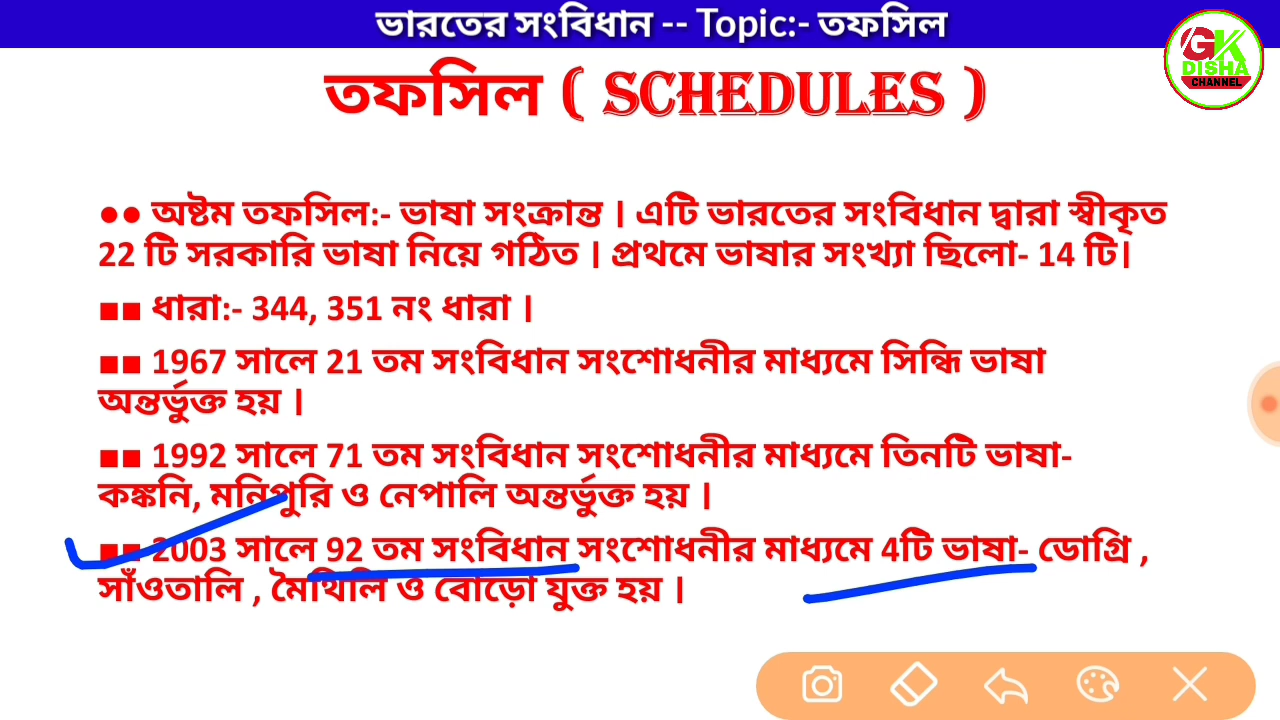 ভারতের সংবিধান -- Topic:- তফসিল
GK
DISHA
CHANNEL
তফসিল ( SCHEDULES )
●● অষ্টম তফসিল:- ভাষা সংক্রান্ত । এটি ভারতের সংবিধান দ্বারা স্বীকৃত
22 টি সরকারি ভাষা নিয়ে গঠিত । প্রথমে ভাষার সংখ্যা ছিলো- 14 টি।
■■ ধারা:- 344, 351 নং ধারা ।
■■ 1967 সালে 21 তম সংবিধান সংশোধনীর মাধ্যমে সিন্ধি ভাষা
অন্তর্ভুক্ত হয় ।
■■ 1992 সালে 71 তম সংবিধান সংশোধনীর মাধ্যমে তিনটি ভাষা-
কঙ্কনি, মনিপুরি ও নেপালি অন্তর্ভুক্ত হয় ।
■■ 2003 সালে 92 তম সংবিধান সংশোধনীর মাধ্যমে 4টি ভাষা- ডোগ্রি ,
সাঁওতালি , মৈথিলি ও বোড়ো যুক্ত হয় ।